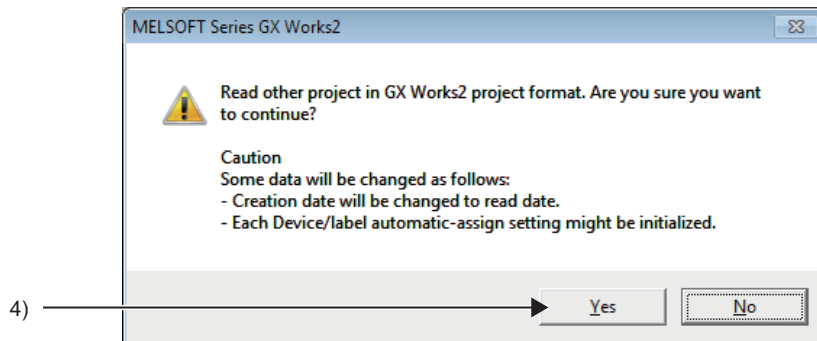 MELSOFT Series GX Works2
Read other project in GX Works2 project format. Are you sure you want
to continue?
Caution
Some data will be changed as follows:
- Creation date will be changed to read date.
- Each Device/label automatic-assign setting might be initialized.
4)
Yes
No